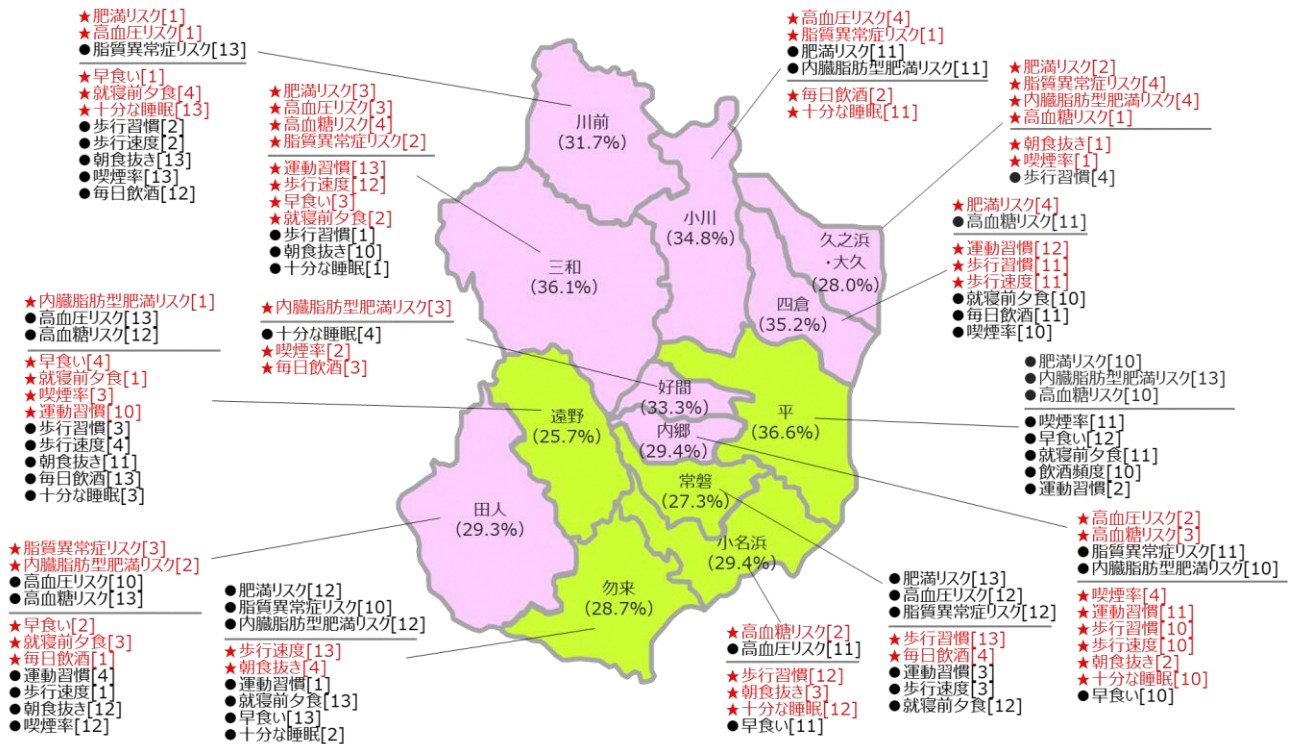 ★肥満リスク[1]
★高血圧リスク[1]
●脂質異常症リスク[13]
★早食い[1]
★就寝前夕食[4]
★十分な睡眠[13]
●歩行習慣[2]
●歩行速度[2]
●朝食抜き[13]
●喫煙率[13]
●毎日飲酒[12]
★肥満リスク[3]
★高血圧リスク[3]
★高血糖リスク[4]
★脂質異常症リスク[2]
★運動習慣[13]
★歩行速度[12]
★早食い[3]
★就寝前夕食[2]
●歩行習慣[1]
●朝食抜き[10]
●十分な睡眠[1]
★高血圧リスク[4]
★脂質異常症リスク[1]
●肥満リスク[11]
●内臓脂肪型肥満リスク[11]
★毎日飲酒[2]
★十分な睡眠[11]
★肥満リスク[2]
★脂質異常症リスク[4]
★内臓脂肪型肥満リスク[4]
★高血糖リスク[1]
★朝食抜き[1]
★喫煙率[1]
●歩行習慣[4]
★肥満リスク[4]
●高血糖リスク[11]
★運動習慣[12]
★歩行習慣[11]
★歩行速度[11]
●就寝前夕食[10]
●毎日飲酒[11]
●喫煙率[10]
川前
(31.7%)
小川
(34.8%)
久之浜
・大久
(28.0%)
三和
(36.1%)
四倉
(35.2%)
好間
(33.3%)
平
(36.6%)
内郷
(29.4%)
遠野
(25.7%)
常磐
(27.3%)
田人
(29.3%)
小名浜
(29.4%)
勿来
(28.7%)
★内臓脂肪型肥満リスク[1]
●高血圧リスク[13]
●高血糖リスク[12]
★早食い[4]
★就寝前夕食[1]
★喫煙率[3]
★運動習慣[10]
●歩行習慣[3]
●歩行速度[4]
●朝食抜き[11]
●毎日飲酒[13]
●十分な睡眠[3]
★内臓脂肪型肥満リスク[3]
●十分な睡眠[4]
★喫煙率[2]
★毎日飲酒[3]
●肥満リスク[10]
●内臓脂肪型肥満リスク[13]
●高血糖リスク[10]
●喫煙率[11]
●早食い[12]
●就寝前夕食[11]
●飲酒頻度[10]
●運動習慣[2]
★脂質異常症リスク[3]
★内臓脂肪型肥満リスク[2]
●高血圧リスク[10]
●高血糖リスク[13]
★早食い[2]
★就寝前夕食[3]
★毎日飲酒[1]
●運動習慣[4]
●歩行速度[1]
●朝食抜き[12]
●喫煙率[12]
●肥満リスク[12]
●脂質異常症リスク[10]
●内臓脂肪型肥満リスク[12]
★歩行速度[13]
★朝食抜き[4]
●運動習慣[1]
●就寝前夕食[13]
●早食い[13]
●十分な睡眠[2]
★高血糖リスク[2]
●高血圧リスク[11]
★歩行習慣[12]
★朝食抜き[3]
★十分な睡眠[12]
●早食い[11]
●肥満リスク[13]
●高血圧リスク[12]
●脂質異常症リスク[12]
★歩行習慣[13]
★毎日飲酒[4]
●運動習慣[3]
●歩行速度[3]
●就寝前夕食[12]
★高血圧リスク[2]
★高血糖リスク[3]
●脂質異常症リスク[11]
●内臓脂肪型肥満リスク[10]
★喫煙率[4]
★運動習慣[11]
★歩行習慣[10]
★歩行速度[10]
★朝食抜き[2]
★十分な睡眠[10]
●早食い[10]